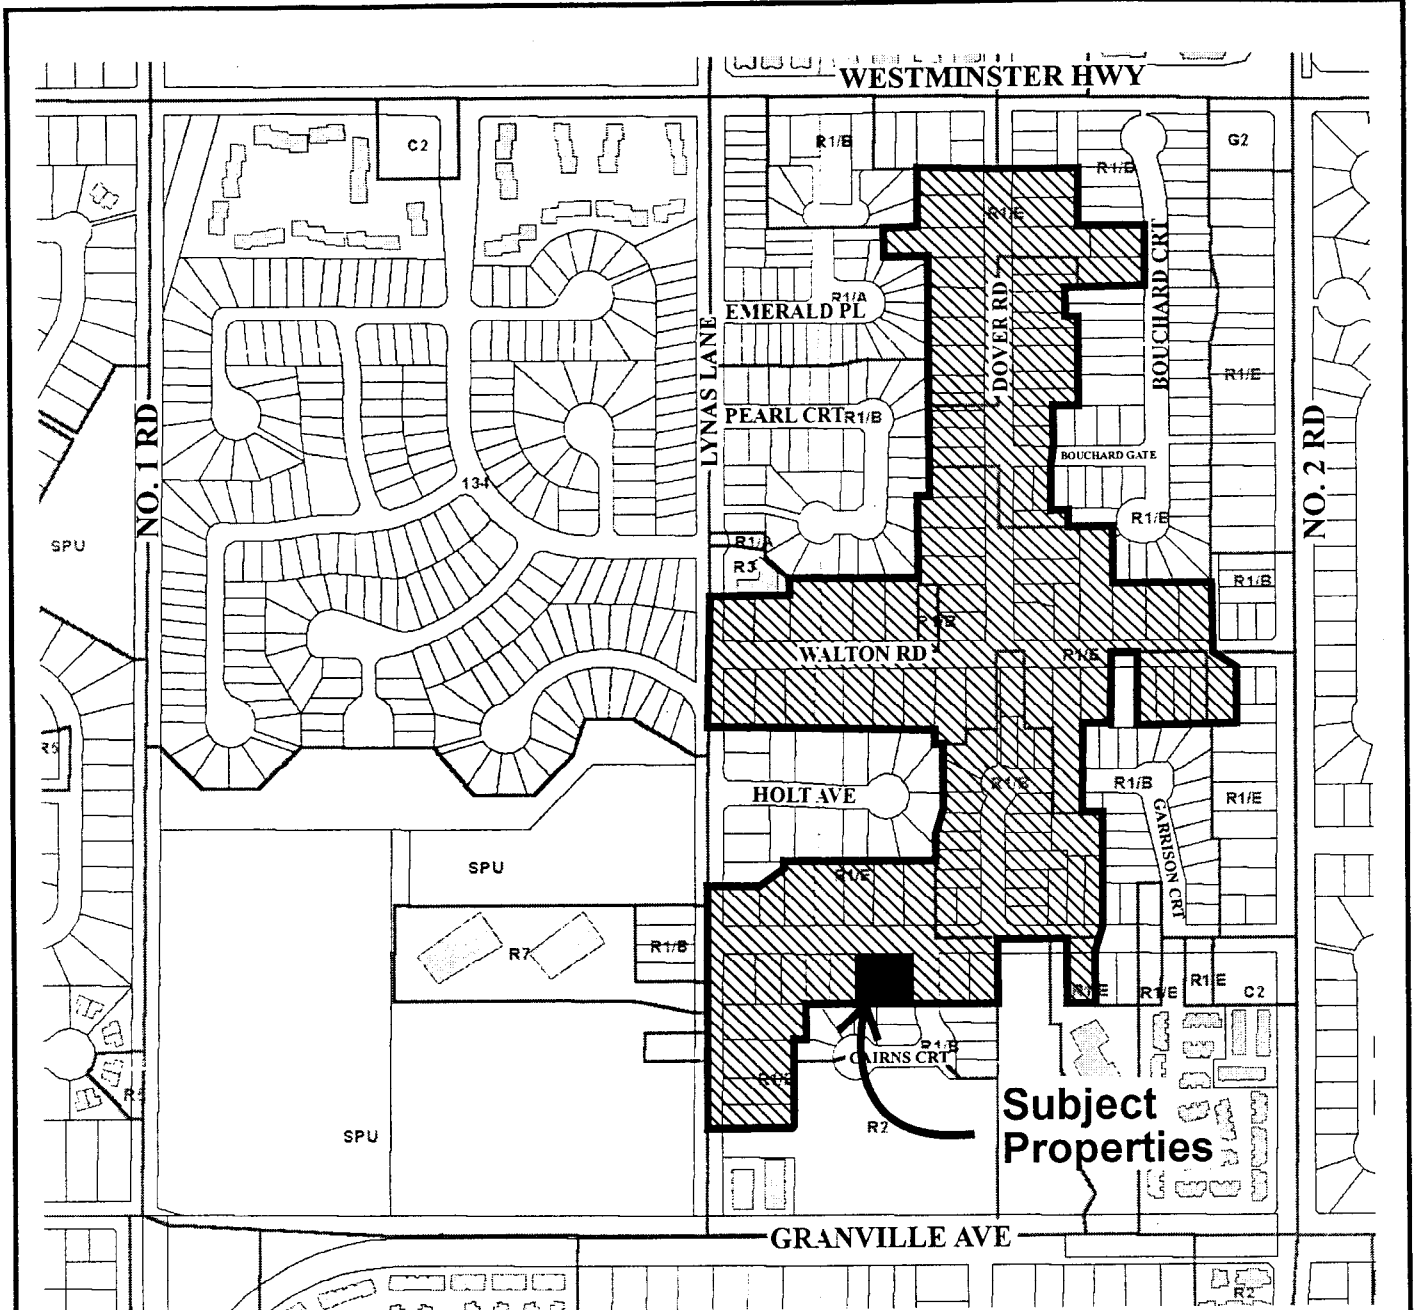 WESTMINSTER HWY
C2
R1/B
G2
R1/B
R1/E
BOUCHARD CRT
R1/A
EMERALD PL
DOVER RD
LYNAS LANE
R1/E
NO. 1 RD
PEARL CRT
R1/B
NO. 2 RD
BOUCHARD GATE
134
R1/B
SPU
R1/A
R3
R1/B
R1/B
WALTON RD
R1/E
R5
HOLT AVE
R1/B
R1/B
R1/E
GARRISON CRT
SPU
R1/E
R7
R1/B
R1/E
R1/E
R1/E
C2
R1/B
CAIRNS CRT
Subject
Properties
R2
SPU
GRANVILLE AVE
R2